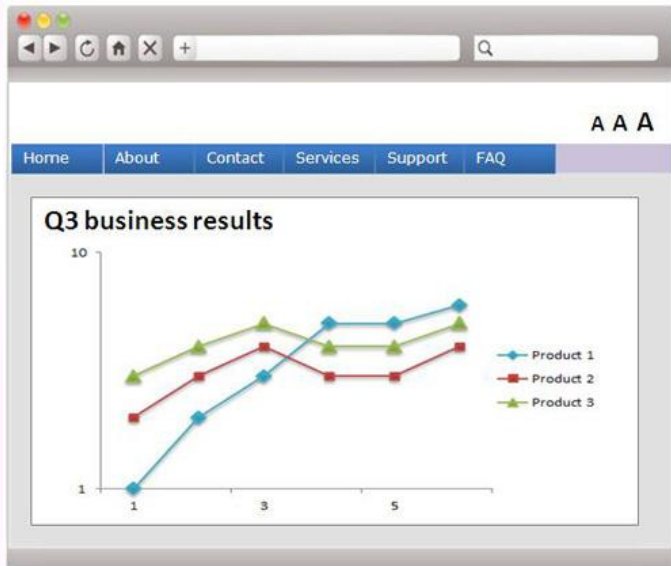 A A A
Home About Contact Services Support FAQ
Q3 business results
10
Product 1
Product 2
Product 3
1
1 3 5